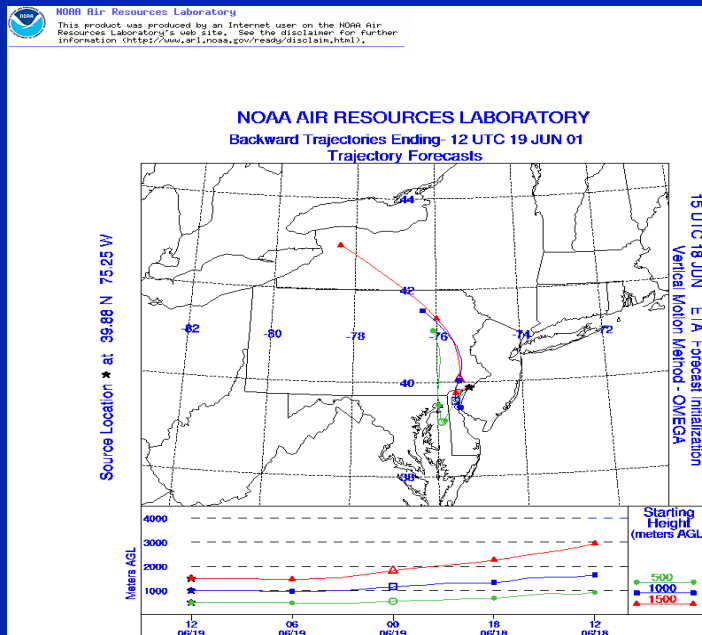 NOAA Air Resources Laboratory
This product was produced by an Internet user on the NOAA Air
Resources Laboratory's web site. See the disclaimer for further
information (http://www.arl.noaa.gov/ready/disclaim.html).
NOAA
NOAA AIR RESOURCES LABORATORY
Backward Trajectories Ending- 12 UTC 19 JUN 01
Trajectory Forecasts
Source Location ★ at 39.88 N 75.25 W
44
42
-82
-80
-78
-76
-74
-72
40
38
15 UTC 18 JUN ETA Forecast Initialization
Vertical Motion Method - OMEGA
Meters AGL
4000
3000
2000
1000
12 06 00 18 12
06/19 06/19 06/19 06/18 06/18
Starting
Height
(meters AGL)
500
1000
1500